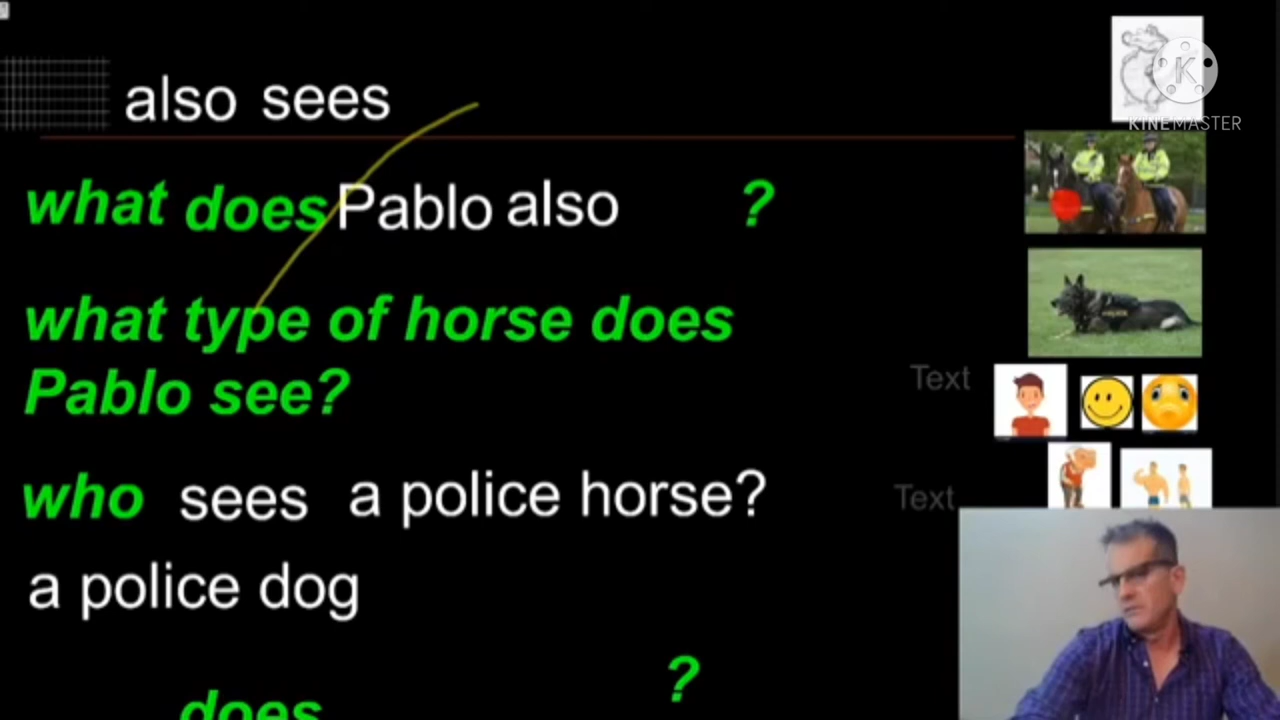 also sees
what does Pablo also ?
what type of horse does
Pablo see?
Text
who sees a police horse?
Text
a police dog
?
does
K
KINEMASTER